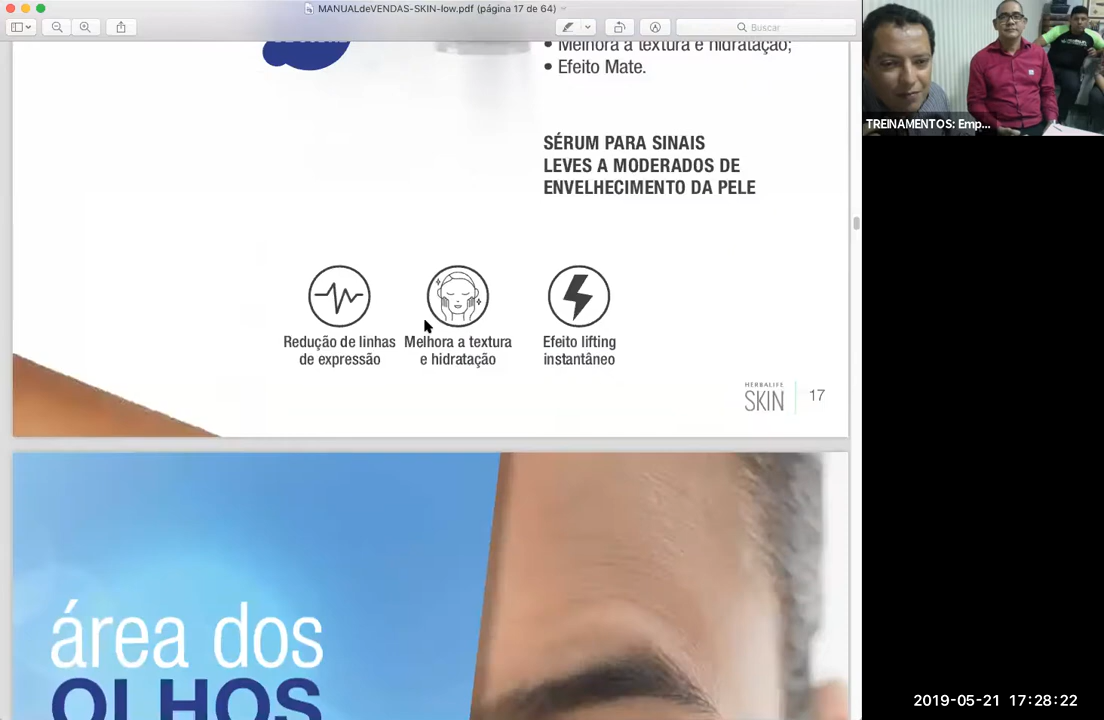 MANUALdeVENDAS-SKIN-low.pdf (página 17 de 64)
Buscar
• Melhora a textura e hidratação;
• Efeito Mate.
SÉRUM PARA SINAIS
LEVES A MODERADOS DE
ENVELHECIMENTO DA PELE
Redução de linhas
de expressão
Melhora a textura
e hidratação
Efeito lifting
instantâneo
HERBALIFE
SKIN
17
área dos
OLHOS
TREINAMENTOS: Emp...
2019-05-21 17:28:22